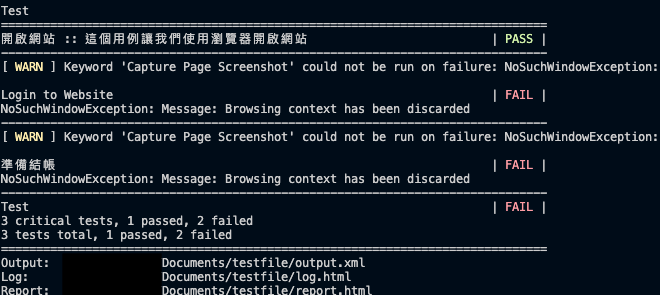 Test
==============================================================================
開啟網站 :: 這個用例讓我們使用瀏覽器開啟網站 | PASS |
------------------------------------------------------------------------------
[ WARN ] Keyword 'Capture Page Screenshot' could not be run on failure: NoSuchWindowException:
Login to Website | FAIL |
NoSuchWindowException: Message: Browsing context has been discarded
------------------------------------------------------------------------------
[ WARN ] Keyword 'Capture Page Screenshot' could not be run on failure: NoSuchWindowException:
準備結帳 | FAIL |
NoSuchWindowException: Message: Browsing context has been discarded
------------------------------------------------------------------------------
Test | FAIL |
3 critical tests, 1 passed, 2 failed
3 tests total, 1 passed, 2 failed
==============================================================================
Output: Documents/testfile/output.xml
Log: Documents/testfile/log.html
Report: Documents/testfile/report.html